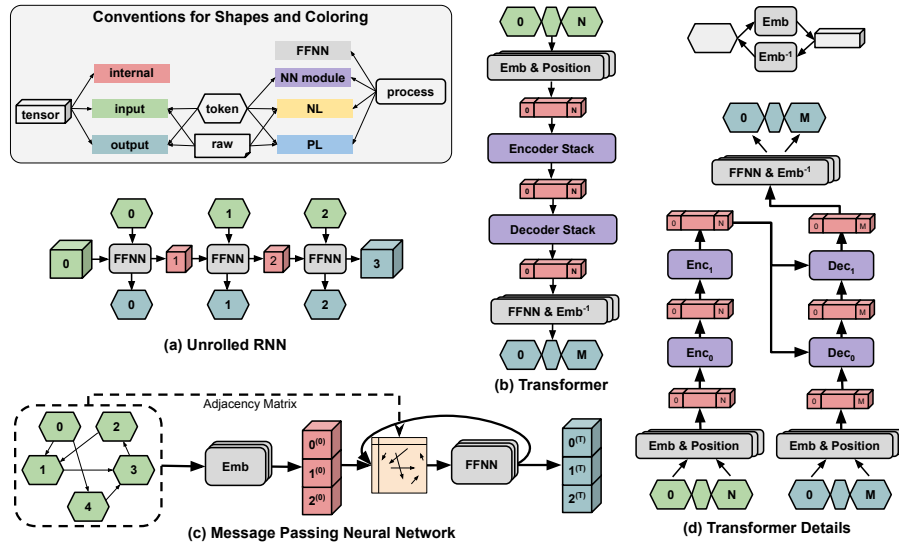 Conventions for Shapes and Coloring
FFNN
internal
NN module
process
tensor
input
token
NL
output
raw
PL
0
1
2
0
FFNN
1
FFNN
2
FFNN
3
0
1
2
(a) Unrolled RNN
0
N
Emb & Position
0
N
Encoder Stack
0
N
Decoder Stack
0
N
FFNN & Emb-1
0
M
(b) Transformer
Adjacency Matrix
0
2
1
3
4
Emb
0(0)
1(0)
2(0)
FFNN
0(T)
1(T)
2(T)
(c) Message Passing Neural Network
Emb
Emb-1
0
M
FFNN & Emb-1
0
N
0
M
Enc1
Dec1
0
N
0
M
Enc0
Dec0
0
N
0
M
Emb & Position
Emb & Position
0
N
0
M
(d) Transformer Details